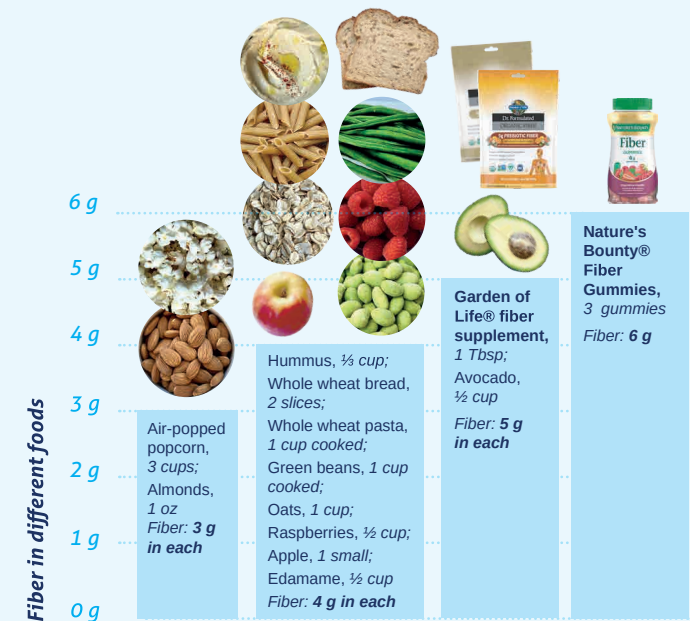 Fiber in different foods
6 g
5 g
4 g
3 g
2 g
1 g
0 g
Air-popped
popcorn,
3 cups;
Almonds,
1 oz
Fiber: 3 g
in each
Hummus, ⅓ cup;
Whole wheat bread,
2 slices;
Whole wheat pasta,
1 cup cooked;
Green beans, 1 cup
cooked;
Oats, 1 cup;
Raspberries, ½ cup;
Apple, 1 small;
Edamame, ½ cup
Fiber: 4 g in each
Dr. Formulated
Garden of
Life® fiber
supplement,
1 Tbsp;
Avocado,
½ cup
Fiber: 5 g
in each
Fiber
GUMMIES
Nature's
Bounty®
Fiber
Gummies,
3 gummies
Fiber: 6 g